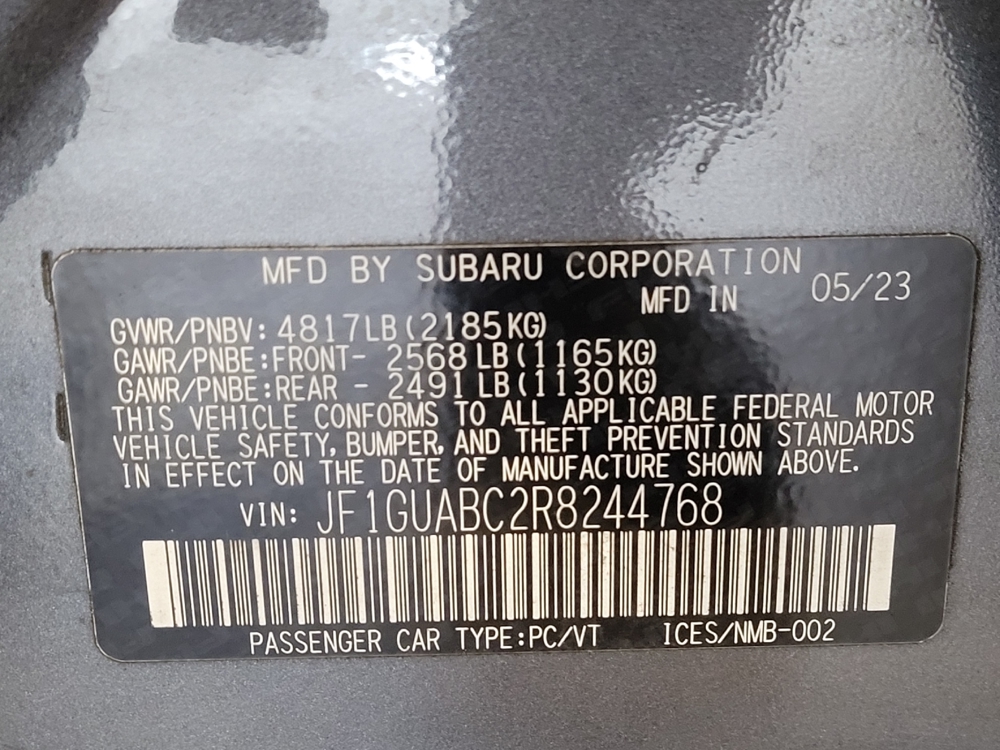 MFD BY SUBARU CORPORATION
MFD IN 05/23
GVWR/PNBV: 4817LB(2185KG)
GAWR/PNBE:FRONT- 2568LB(1165KG)
GAWR/PNBE:REAR - 2491LB(1130KG)
THIS VEHICLE CONFORMS TO ALL APPLICABLE FEDERAL MOTOR
VEHICLE SAFETY, BUMPER, AND THEFT PREVENTION STANDARDS
IN EFFECT ON THE DATE OF MANUFACTURE SHOWN ABOVE.
VIN: JF1GUABC2R8244768
PASSENGER CAR TYPE:PC/VT ICES/NMB-002